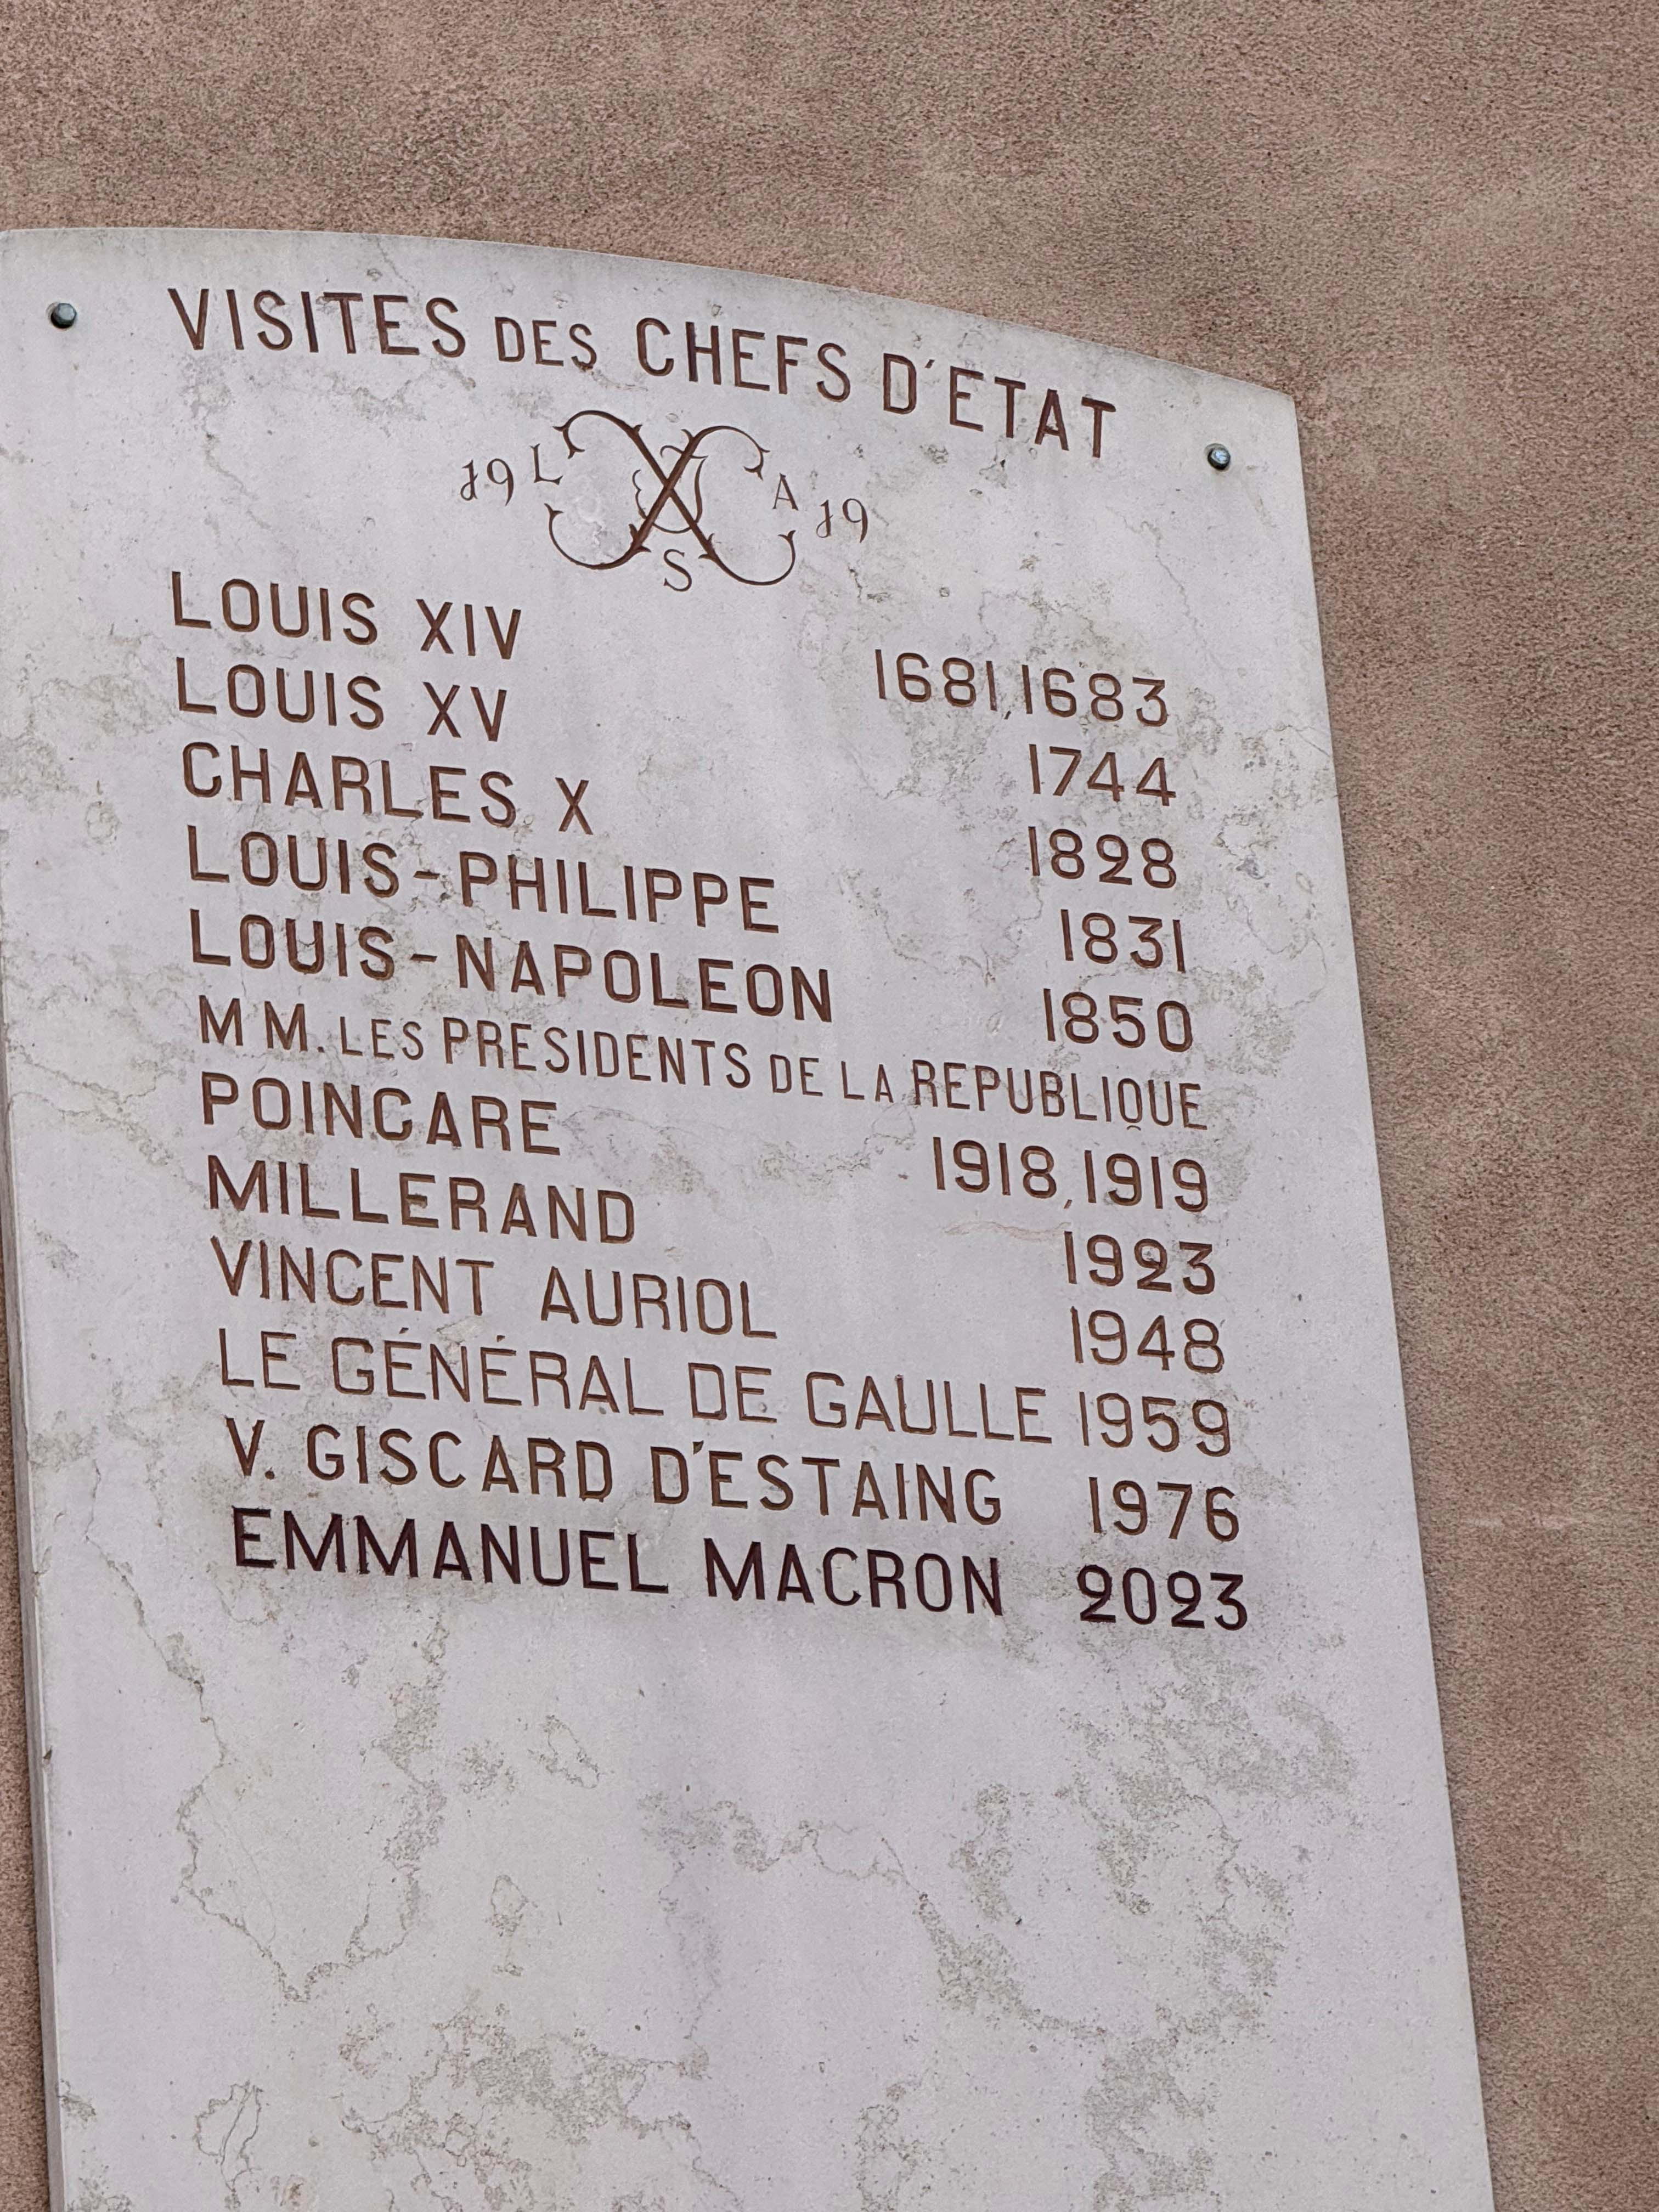 VISITES DES CHEFS D'ETAT
19 L A 19
S
LOUIS XIV 1681,1683
LOUIS XV 1744
CHARLES X 1828
LOUIS-PHILIPPE 1831
LOUIS-NAPOLEON 1850
MM. LES PRESIDENTS DE LA REPUBLIQUE
POINCARE 1918,1919
MILLERAND 1923
VINCENT AURIOL 1948
LE GÉNÉRAL DE GAULLE 1959
V. GISCARD D'ESTAING 1976
EMMANUEL MACRON 2023